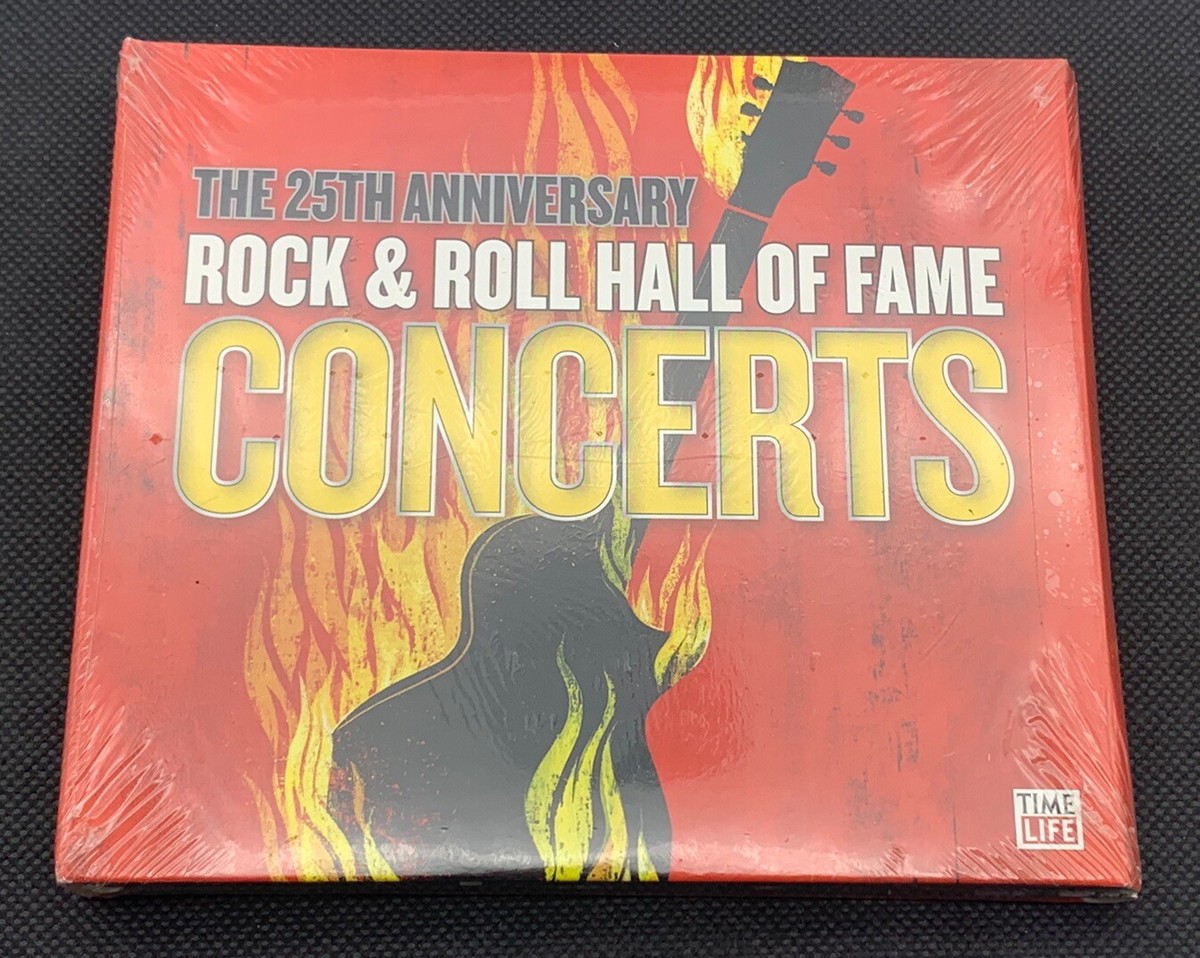 THE 25TH ANNIVERSARY
ROCK & ROLL HALL OF FAME
CONCERTS
TIME
LIFE